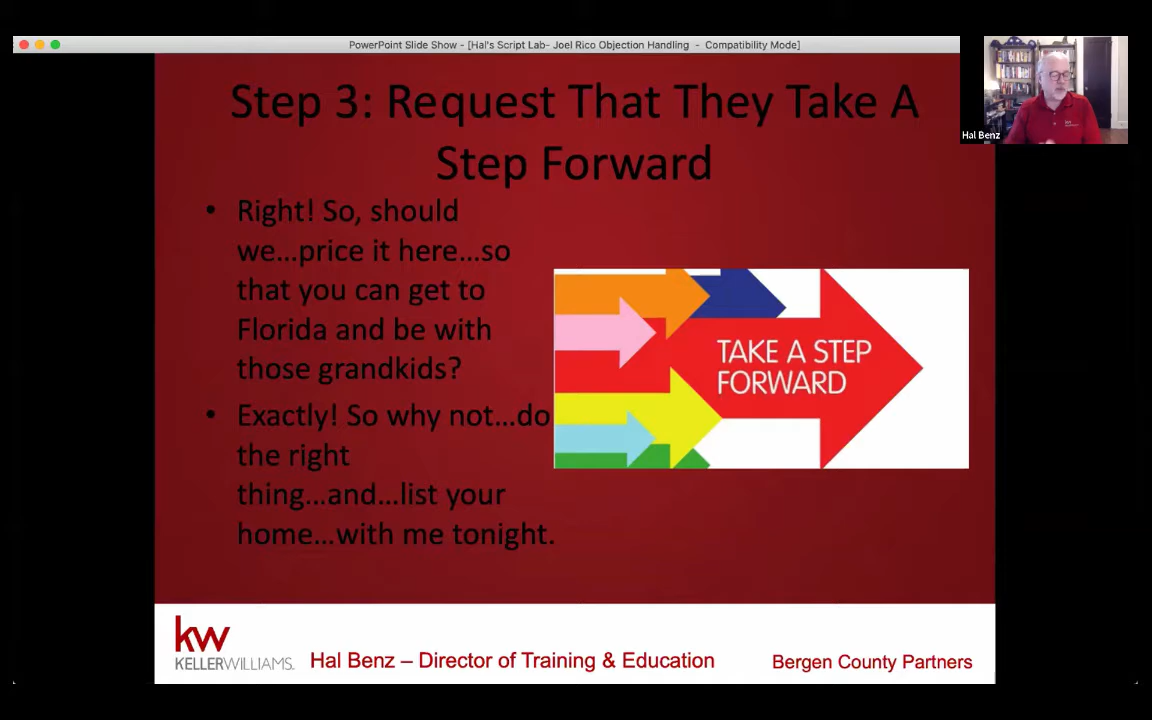 PowerPoint Slide Show - [Hal's Script Lab- Joel Rico Objection Handling - Compatibility Mode]
Hal Benz
Step 3: Request That They Take A
Step Forward
• Right! So, should
we...price it here...so
that you can get to
Florida and be with
those grandkids?
• Exactly! So why not...do
the right
thing...and...list your
home...with me tonight.
TAKE A STEP
FORWARD
kw
KELLERWILLIAMS.
Hal Benz – Director of Training & Education
Bergen County Partners